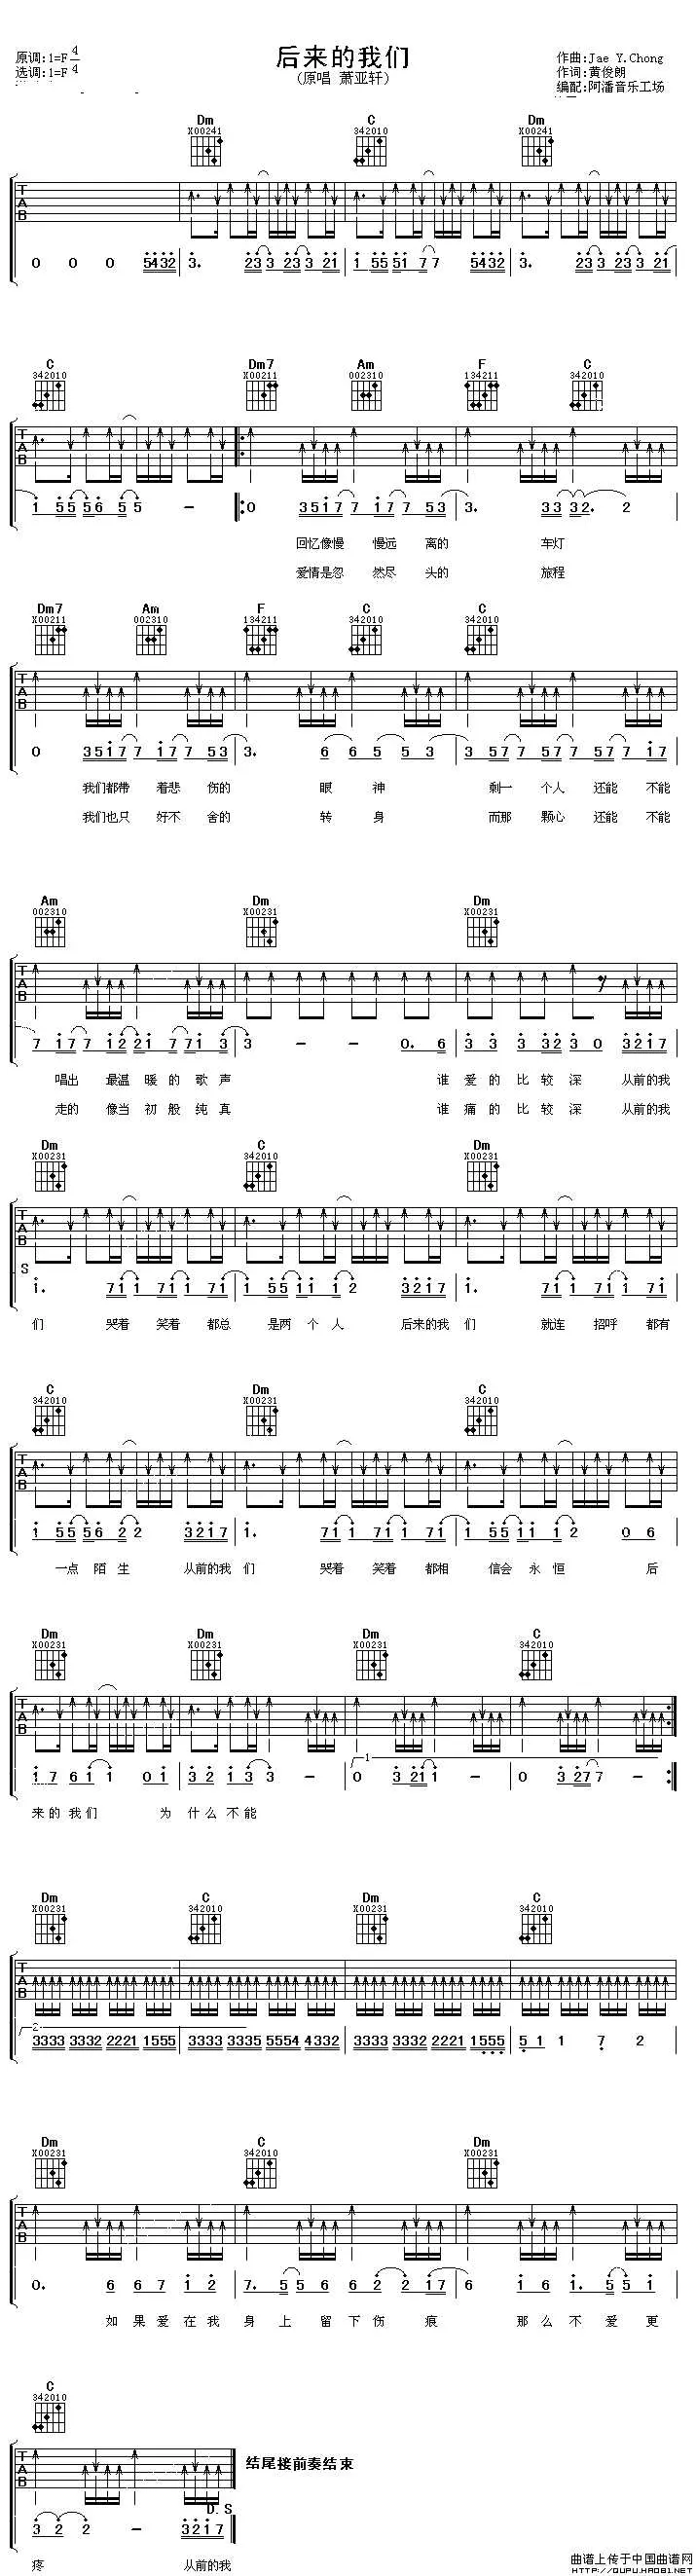 后来的我们
(原唱 萧亚轩)
原调:1=F 4/4
选调:1=F 4
作曲:Jae Y.Chong
作词:黄俊朗
编配:阿潘音乐工场
Dm C Dm
X00241 342010 X00241
TAB
0 0 0 5432 3. 23 3 23 3 21 1 55 51 7 7 5432 3. 23 3 23 3 21
C Dm7 Am F C
342010 X00211 002310 134211 342010
TAB
1 55 56 5 5 - 0 3517 7 17 7 53 3. 33 32. 2
回忆像慢 慢远 离的 车灯
爱情是忽 然尽 头的 旅程
Dm7 Am F C C
X00211 002310 134211 342010 342010
TAB
0 3517 7 17 7 53 3. 6 6 5 5 3 3 57 7 57 7 57 7 17
我们都带 着悲 伤的 眼 神 剩一 个人 还能 不能
我们也只 好不 舍的 转 身 而那 颗心 还能 不能
Am Dm Dm
002310 X00231 X00231
TAB
7 17 7 12 21 7 71 3 3 - - 0. 6 3 3 3 32 3 0 3217
唱出 最温 暖的 歌声 谁 爱的 比较 深 从前的我
走的 像当 初般 纯真 谁 痛的 比较 深 从前的我
Dm C Dm
X00231 342010 X00231
TAB
S
1. 71 1 71 1 71 1 55 11 1 2 3217 1. 71 1 71 1 71
们 哭着 笑着 都总 是两 个 人 后来的我 们 就连 招呼 都有
C Dm C
342010 X00231 342010
TAB
1 55 56 2 2 3217 1. 71 1 71 1 71 1 55 11 1 2 0 6
一点 陌生 从前的我 们 哭着 笑着 都相 信会 永恒 后
Dm Dm Dm C
X00231 X00231 X00231 342010
TAB
1 7 6 1 1 0 1 3 2 1 3 3 - 1 0 3 21 1 - 0 3 27 7 -
来的我们 为 什么不能
Dm C Dm C
X00231 342010 X00231 342010
TAB
2 3333 3332 2221 1555 3333 3335 5554 4332 3333 3332 2221 1555 5 1 1 7 2
Dm C Dm
X00231 342010 X00231
TAB
0. 6 6 7 1 2 7. 5 5 6 6 2 2 17 6 1 6 1. 5 5 1
如 果 爱 在 我 身 上 留 下 伤 痕 那 么 不 爱 更
C
342010
TAB
结尾接前奏结束
D.S
3 2 2 - 3217
疼 从前的我
曲谱上传于中国曲谱网
HTTP://QUPU.HAO81.NET